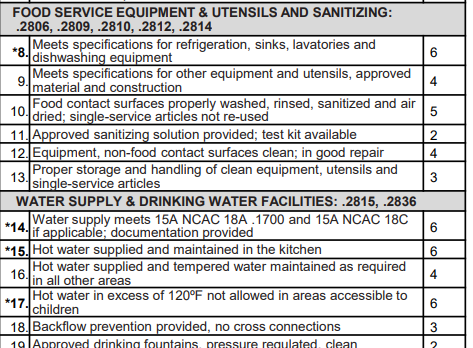 FOOD SERVICE EQUIPMENT & UTENSILS AND SANITIZING:
.2806, .2809, .2810, .2812, .2814
*8. Meets specifications for refrigeration, sinks, lavatories and 6
dishwashing equipment
9. Meets specifications for other equipment and utensils, approved 4
material and construction
10. Food contact surfaces properly washed, rinsed, sanitized and air 5
dried; single-service articles not re-used
11. Approved sanitizing solution provided; test kit available 2
12. Equipment, non-food contact surfaces clean; in good repair 4
13. Proper storage and handling of clean equipment, utensils and 3
single-service articles
WATER SUPPLY & DRINKING WATER FACILITIES: .2815, .2836
*14. Water supply meets 15A NCAC 18A .1700 and 15A NCAC 18C 6
if applicable; documentation provided
*15. Hot water supplied and maintained in the kitchen 6
16. Hot water supplied and tempered water maintained as required 4
in all other areas
*17. Hot water in excess of 120ºF not allowed in areas accessible to 6
children
18. Backflow prevention provided, no cross connections 3
19. Approved drinking fountains, pressure regulated, clean 2